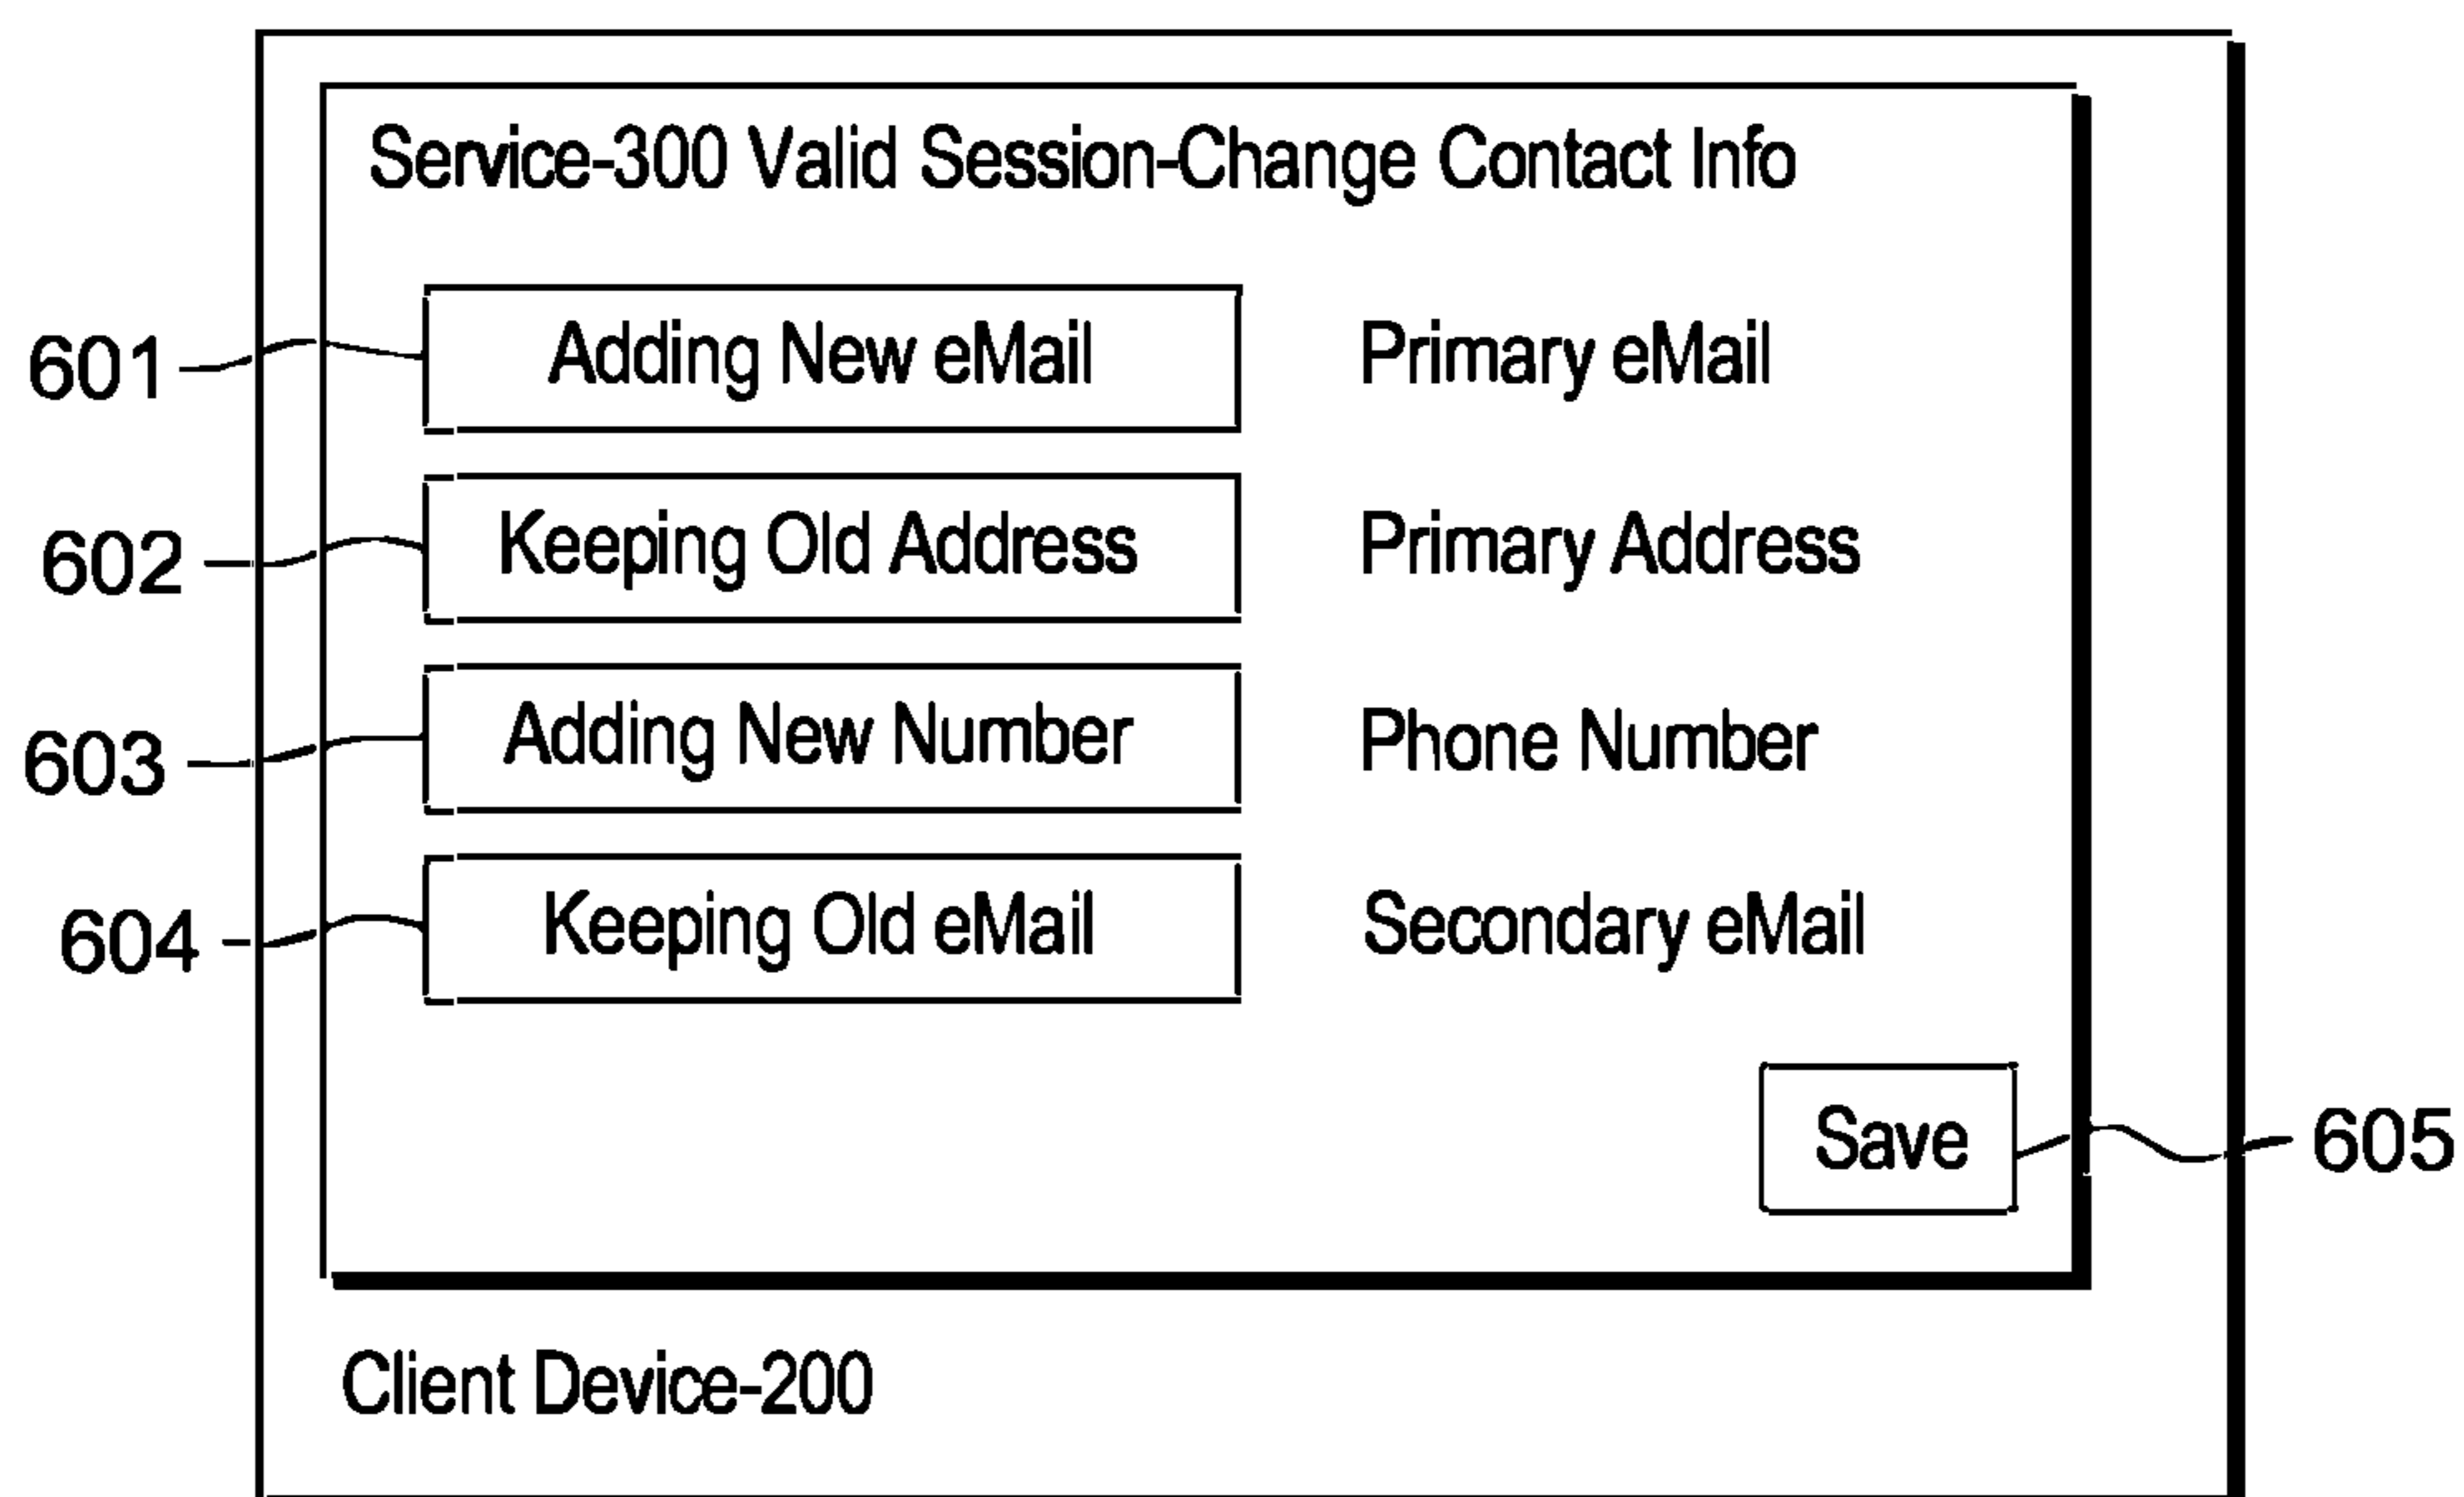 Service-300 Valid Session-Change Contact Info
601 Adding New eMail Primary eMail
602 Keeping Old Address Primary Address
603 Adding New Number Phone Number
604 Keeping Old eMail Secondary eMail
Save 605
Client Device-200